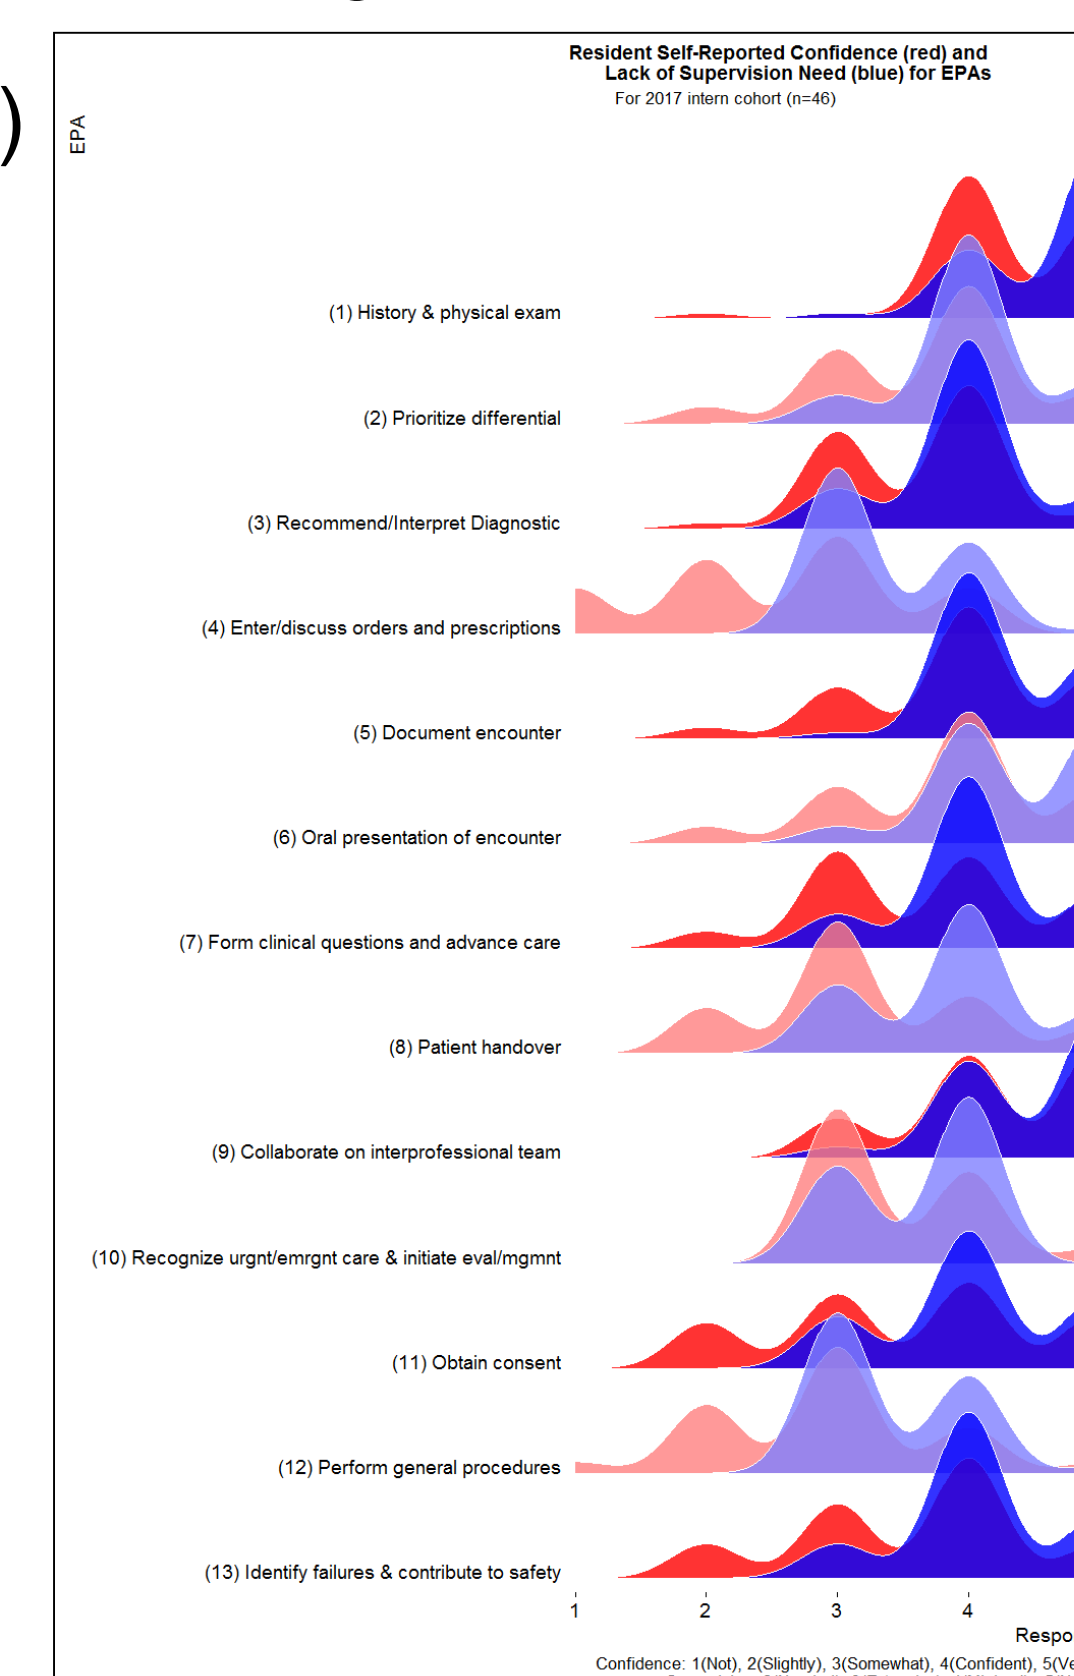 )
Resident Self-Reported Confidence (red) and
Lack of Supervision Need (blue) for EPAs
For 2017 intern cohort (n=46)
EPA
(1) History & physical exam
(2) Prioritize differential
(3) Recommend/Interpret Diagnostic
(4) Enter/discuss orders and prescriptions
(5) Document encounter
(6) Oral presentation of encounter
(7) Form clinical questions and advance care
(8) Patient handover
(9) Collaborate on interprofessional team
(10) Recognize urgnt/emrgnt care & initiate eval/mgmnt
(11) Obtain consent
(12) Perform general procedures
(13) Identify failures & contribute to safety
1 2 3 4
Respo
Confidence: 1(Not), 2(Slightly), 3(Somewhat), 4(Confident), 5(Ve